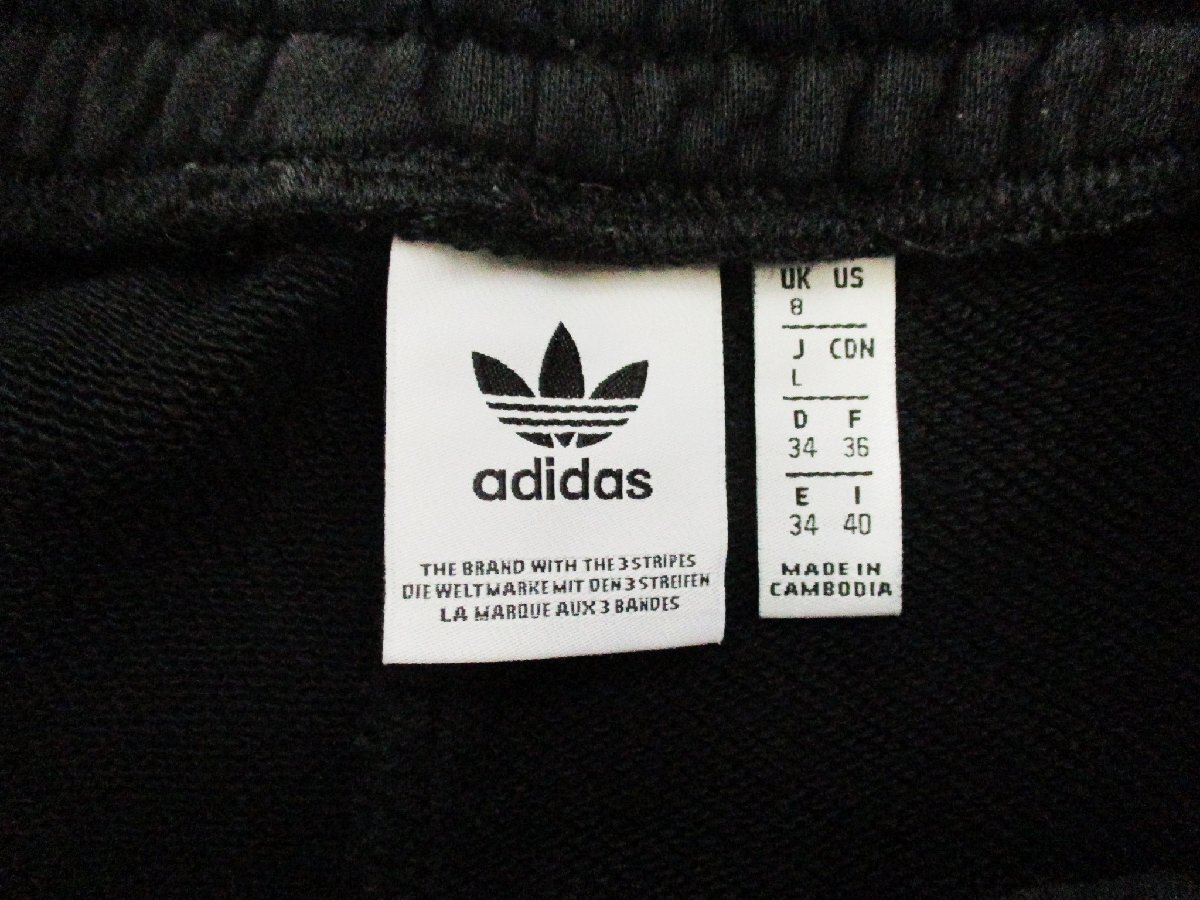 adidas
THE BRAND WITH THE 3 STRIPES
DIE WELTMARKE MIT DEN 3 STREIFEN
LA MARQUE AUX 3 BANDES
UK US
8
J CDN
L
D F
34 36
E I
34 40
MADE IN
CAMBODIA